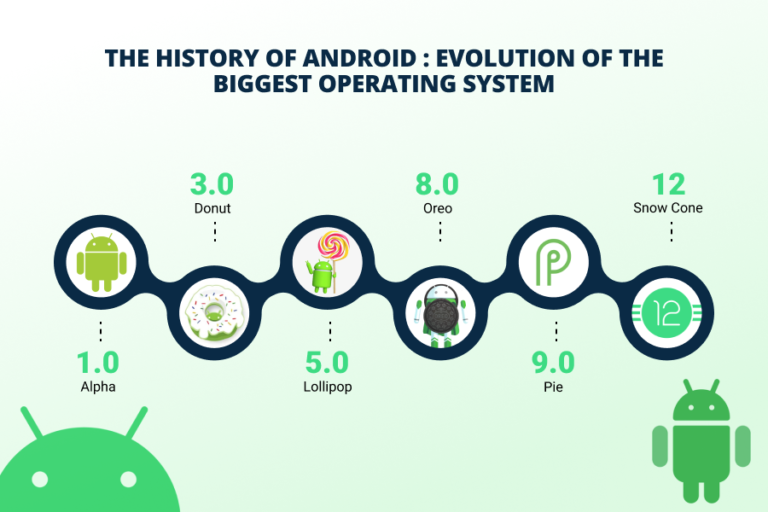 THE HISTORY OF ANDROID : EVOLUTION OF THE
BIGGEST OPERATING SYSTEM
1.0
Alpha
3.0
Donut
5.0
Lollipop
8.0
Oreo
9.0
Pie
12
Snow Cone
12